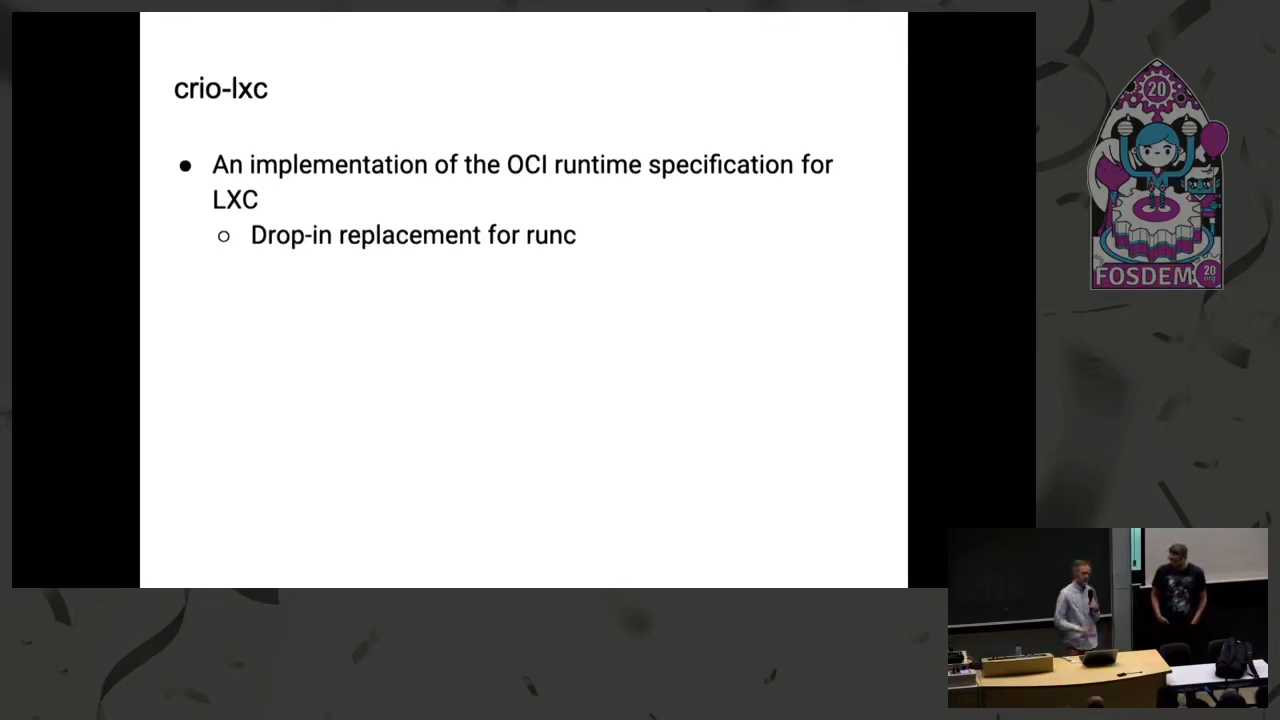 crio-lxc
● An implementation of the OCI runtime specification for
LXC
○ Drop-in replacement for runc
20
FOSDEM
20
org